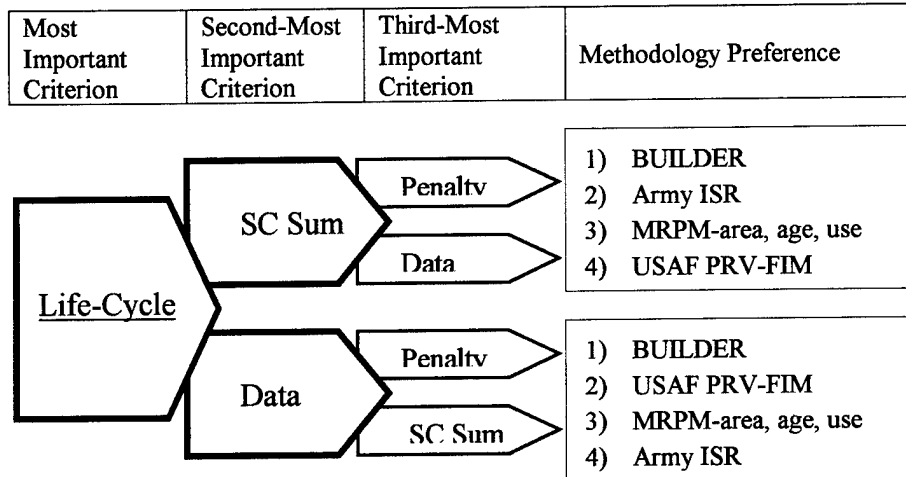 Most
Important
Criterion
Second-Most
Important
Criterion
Third-Most
Important
Criterion
Methodology Preference
Life-Cycle
SC Sum
Penalty
Data
1) BUILDER
2) Army ISR
3) MRPM-area, age, use
4) USAF PRV-FIM
Data
Penalty
SC Sum
1) BUILDER
2) USAF PRV-FIM
3) MRPM-area, age, use
4) Army ISR